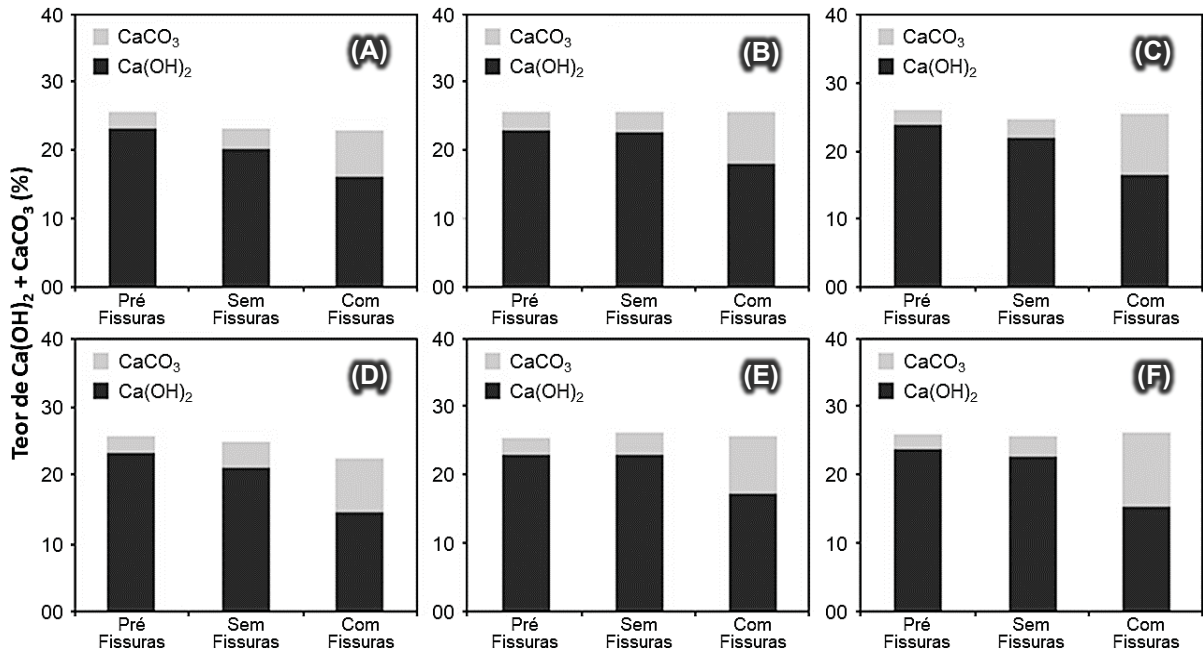 Teor de Ca(OH)₂ + CaCO₃ (%)
40
30
20
10
00
CaCO₃
Ca(OH)₂
(A)
Pré
Fissuras
Sem
Fissuras
Com
Fissuras
40
30
20
10
00
CaCO₃
Ca(OH)₂
(B)
Pré
Fissuras
Sem
Fissuras
Com
Fissuras
40
30
20
10
00
CaCO₃
Ca(OH)₂
(C)
Pré
Fissuras
Sem
Fissuras
Com
Fissuras
40
30
20
10
00
CaCO₃
Ca(OH)₂
(D)
Pré
Fissuras
Sem
Fissuras
Com
Fissuras
40
30
20
10
00
CaCO₃
Ca(OH)₂
(E)
Pré
Fissuras
Sem
Fissuras
Com
Fissuras
40
30
20
10
00
CaCO₃
Ca(OH)₂
(F)
Pré
Fissuras
Sem
Fissuras
Com
Fissuras